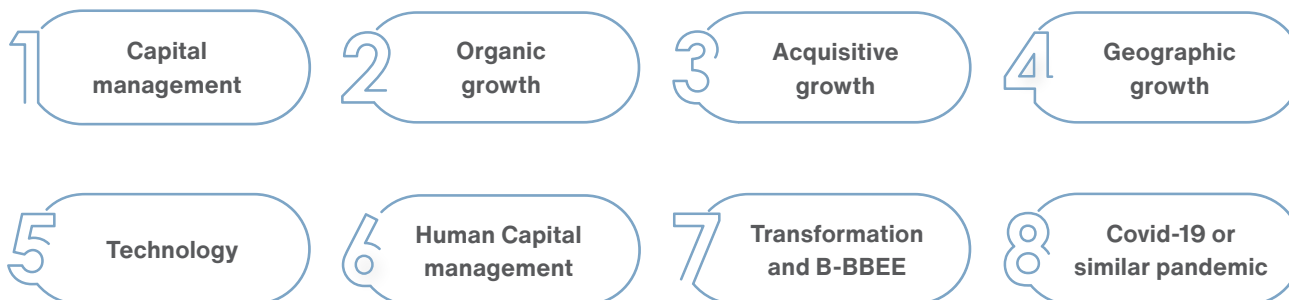 1 Capital
management
2 Organic
growth
3 Acquisitive
growth
4 Geographic
growth
5 Technology
6 Human Capital
management
7 Transformation
and B-BBEE
8 Covid-19 or
similar pandemic